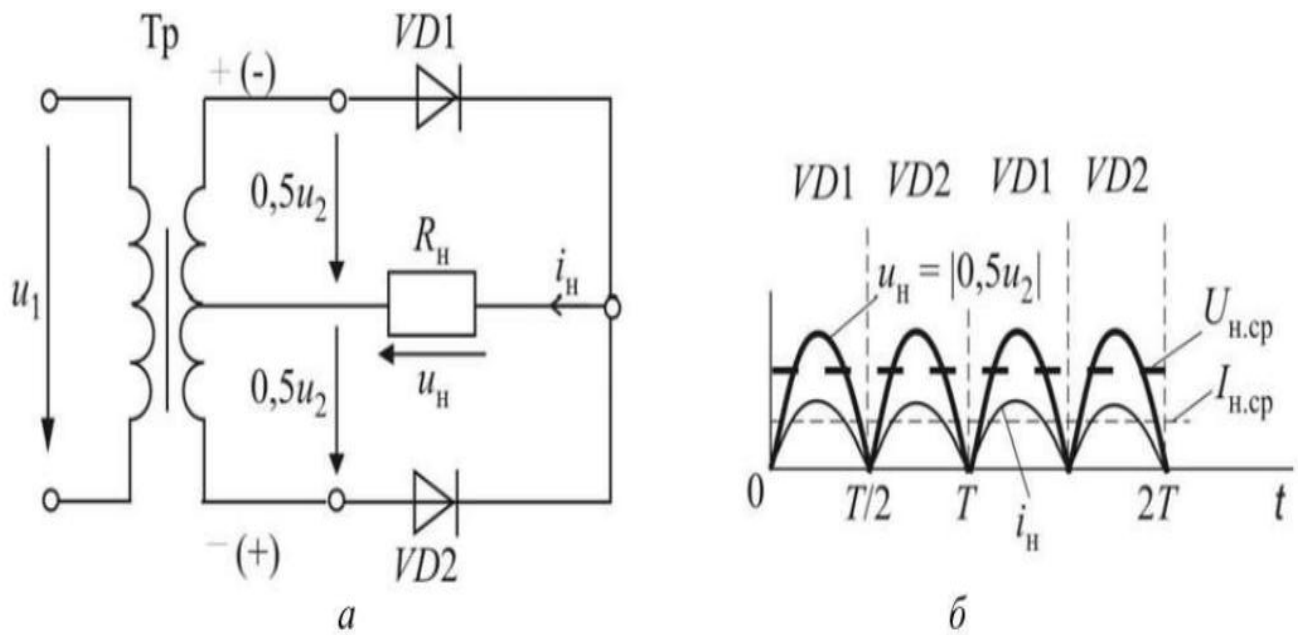 Тр
VD1
+ (-)
0,5u₂
Rн
iн
u₁
uн
0,5u₂
− (+)
VD2
а
VD1 VD2 VD1 VD2
uн = |0,5u₂|
Uн.ср
Iн.ср
0 T/2 T 2T t
iн
б